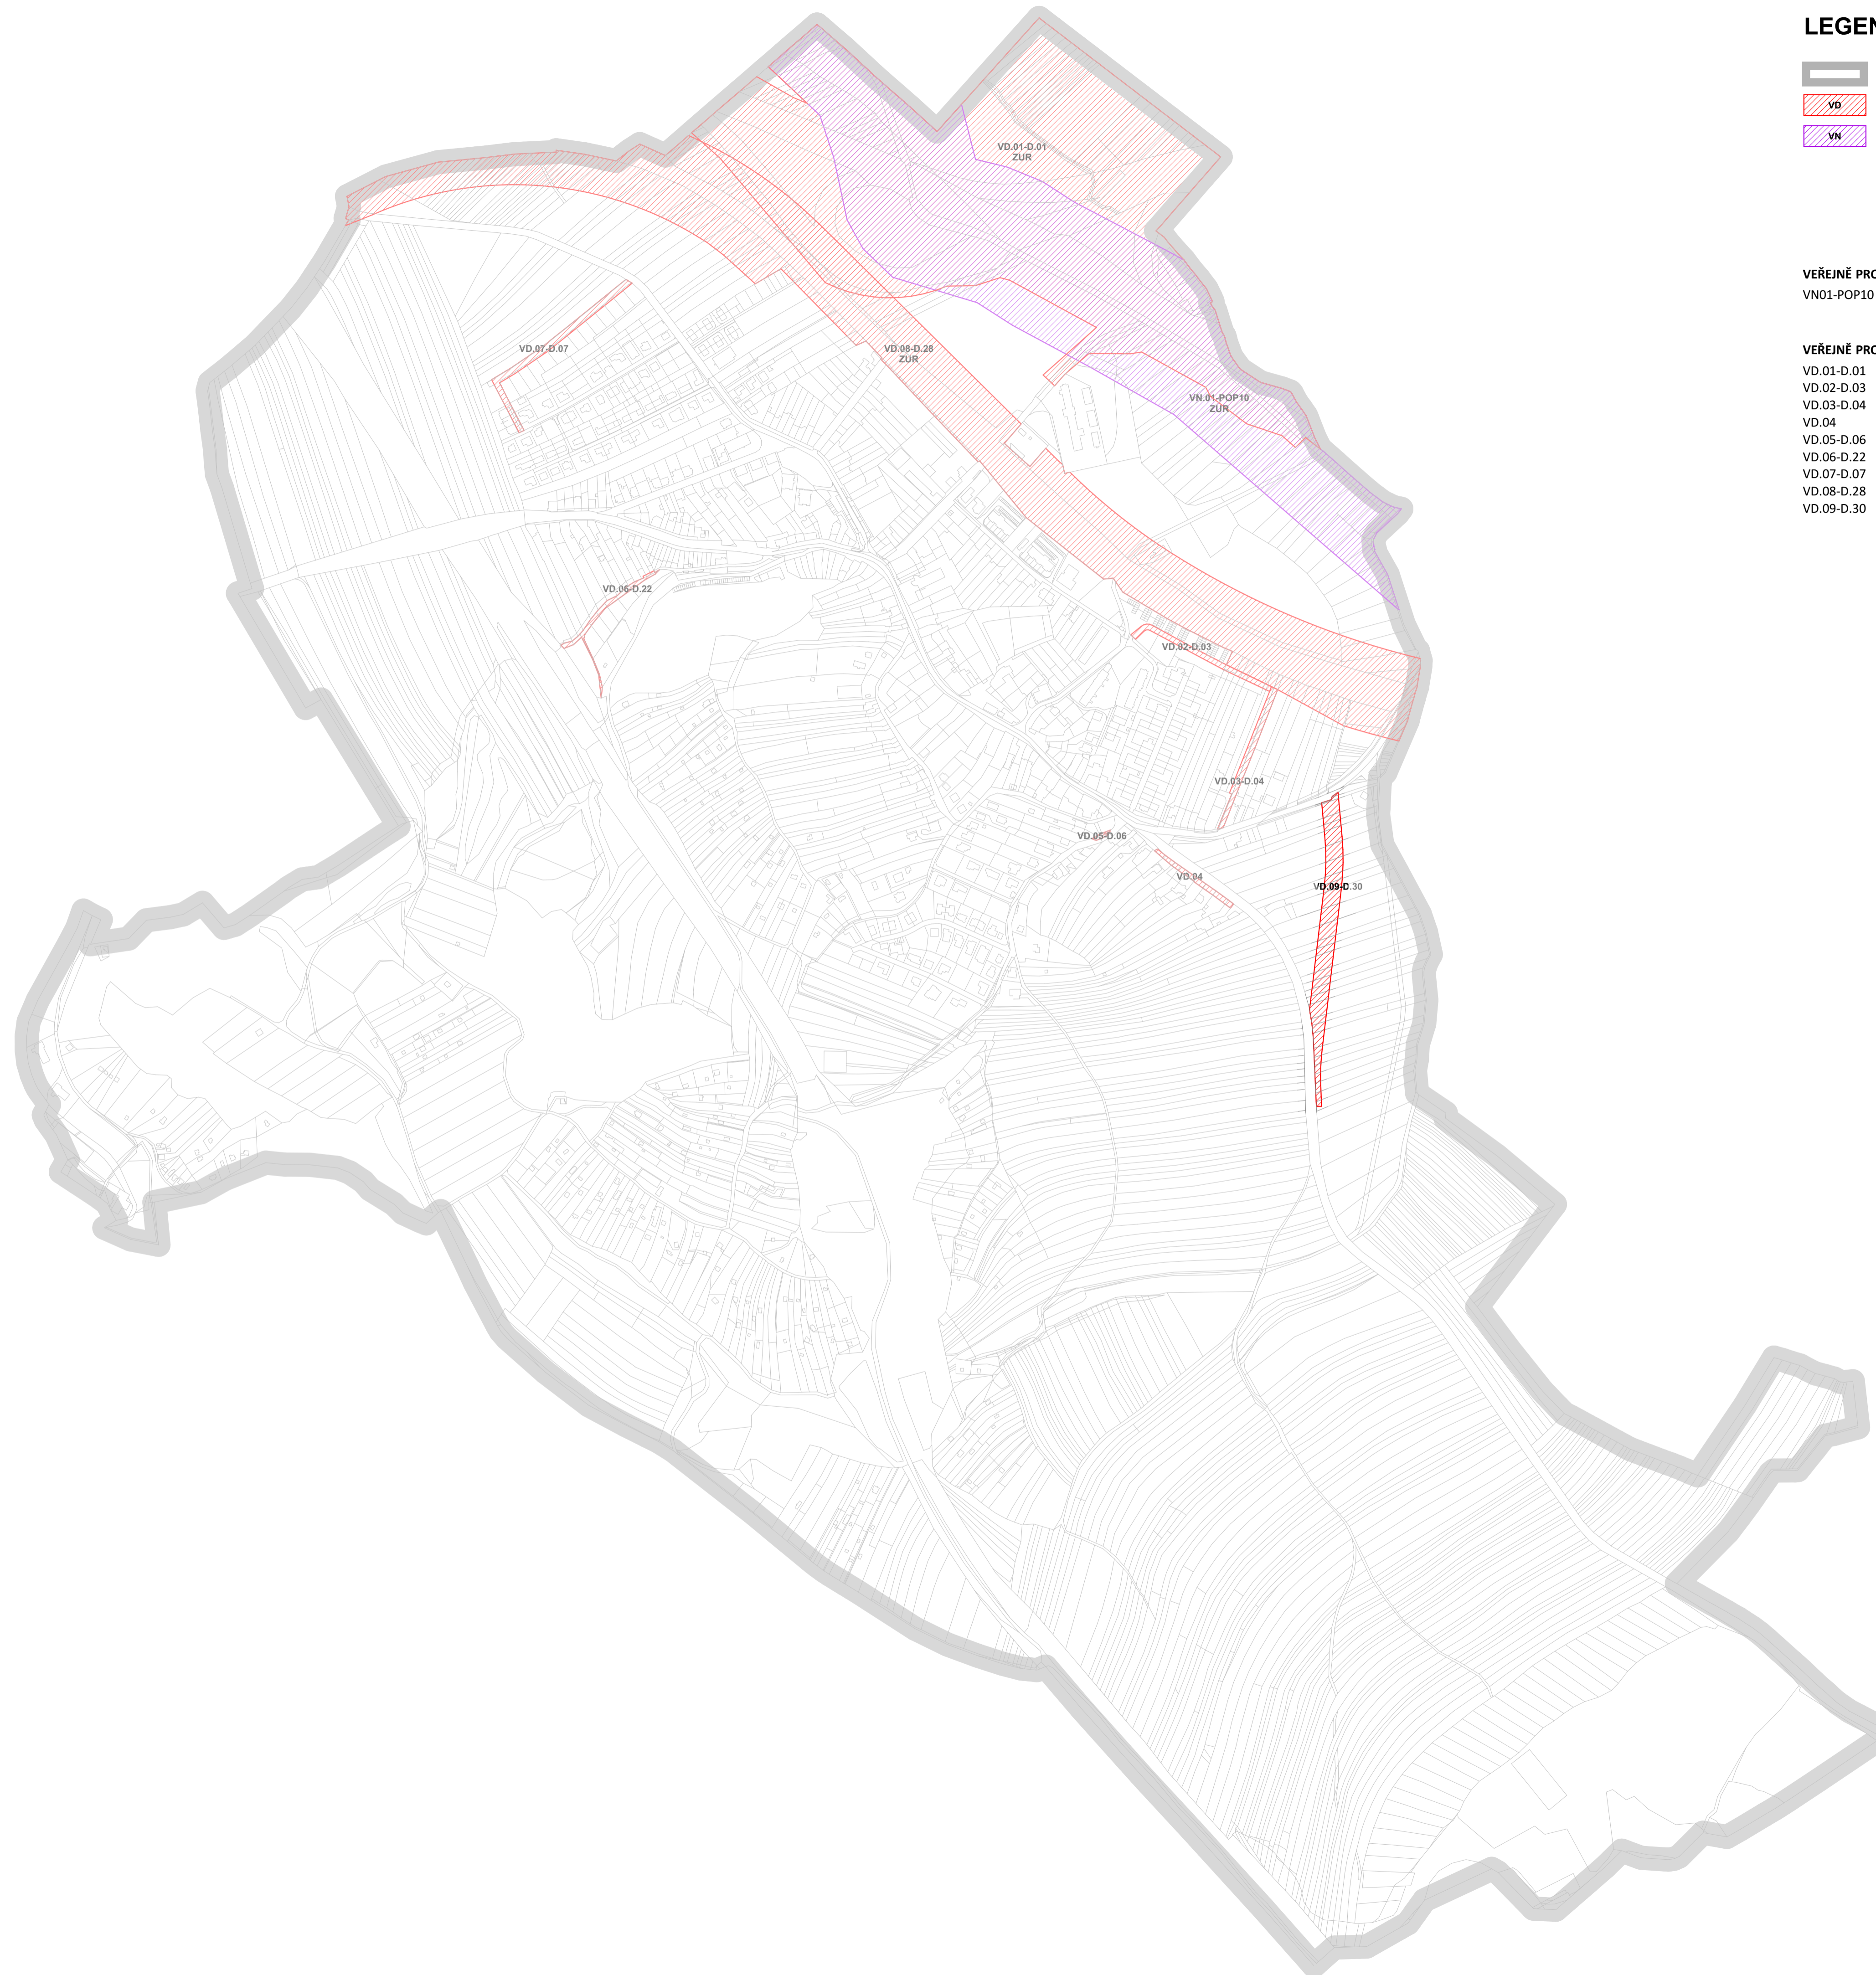 LEGEN
VD
VN
VEŘEJNĚ PRO
VN01-POP10
VEŘEJNĚ PRO
VD.01-D.01
VD.02-D.03
VD.03-D.04
VD.04
VD.05-D.06
VD.06-D.22
VD.07-D.07
VD.08-D.28
VD.09-D.30
VD.01-D.01
ZUR
VD.07-D.07
VD.08-D.28
ZUR
VN.01-POP10
ZUR
VD.06-D.22
VD.02-D.03
VD.03-D.04
VD.05-D.06
VD.04
VD.09-D.30